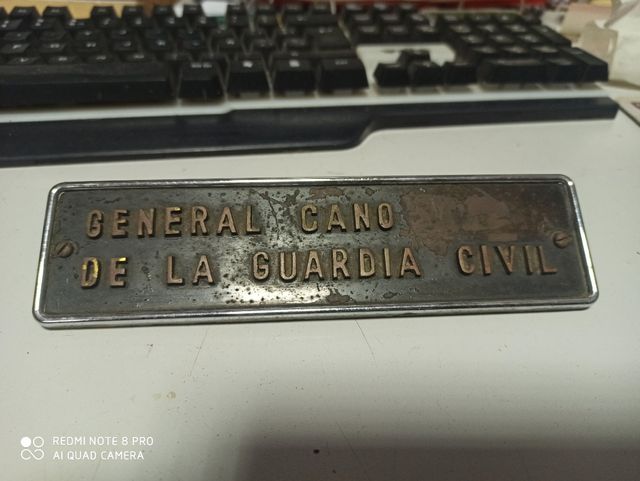 GENERAL CANO
DE LA GUARDIA CIVIL
REDMI NOTE 8 PRO
AI QUAD CAMERA